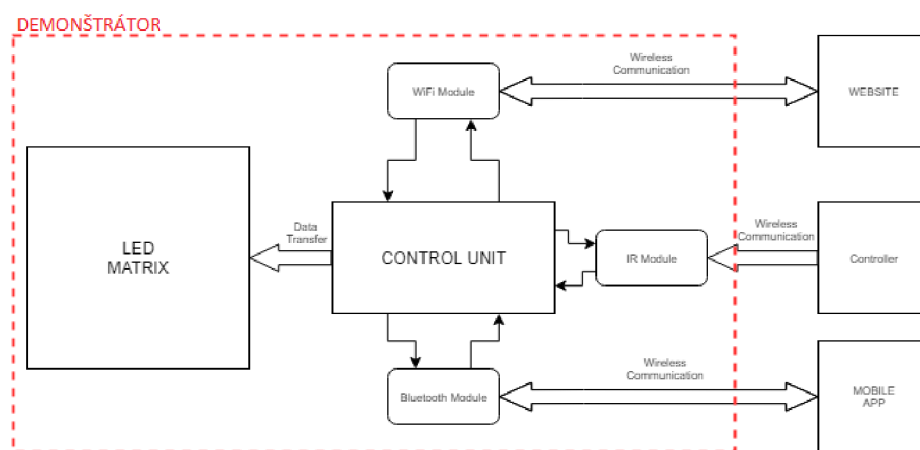 DEMONŠTRÁTOR
Wireless
Communication
WiFi Module
WEBSITE
LED
MATRIX
Data
Transfer
CONTROL UNIT
IR Module
Wireless
Communication
Controller
Bluetooth Module
Wireless
Communication
MOBILE
APP